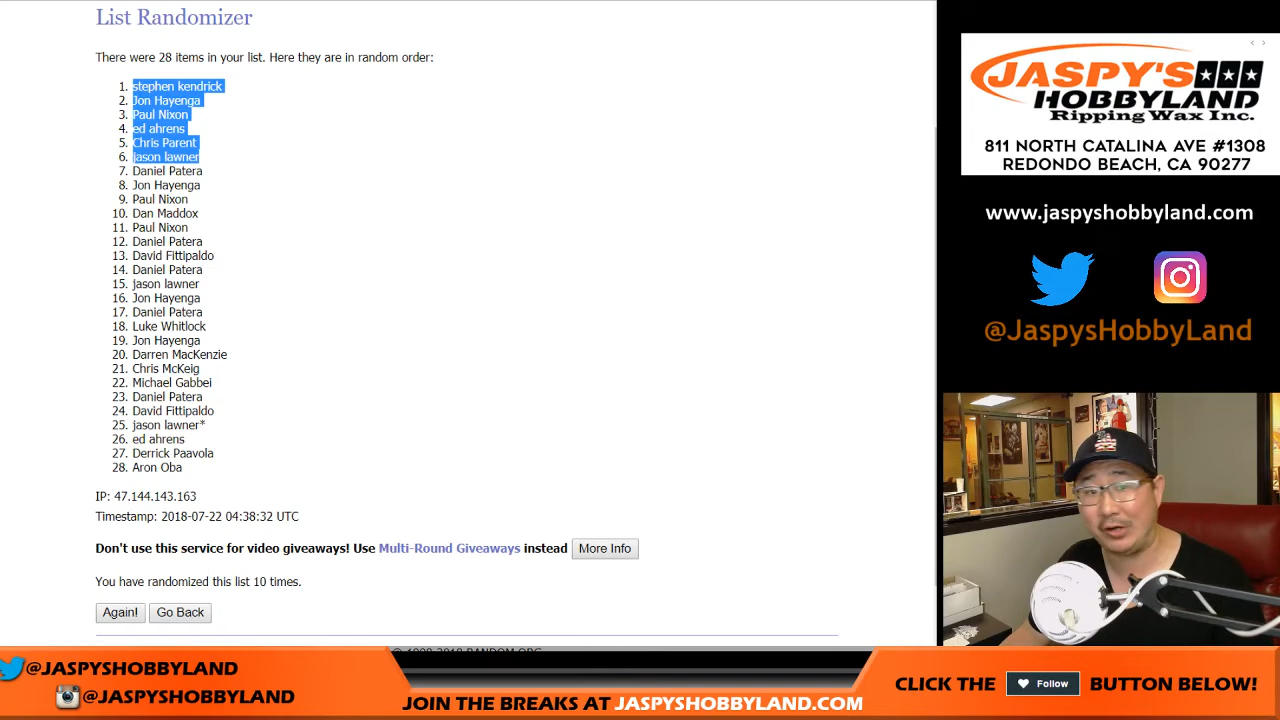 List Randomizer
There were 28 items in your list. Here they are in random order:
1. stephen kendrick
2. Jon Hayenga
3. Paul Nixon
4. ed ahrens
5. Chris Parent
6. jason lawner
7. Daniel Patera
8. Jon Hayenga
9. Paul Nixon
10. Dan Maddox
11. Paul Nixon
12. Daniel Patera
13. David Fittipaldo
14. Daniel Patera
15. jason lawner
16. Jon Hayenga
17. Daniel Patera
18. Luke Whitlock
19. Jon Hayenga
20. Darren MacKenzie
21. Chris McKeig
22. Michael Gabbei
23. Daniel Patera
24. David Fittipaldo
25. jason lawner*
26. ed ahrens
27. Derrick Paavola
28. Aron Oba
IP: 47.144.143.163
Timestamp: 2018-07-22 04:38:32 UTC
Don't use this service for video giveaways! Use Multi-Round Giveaways instead More Info
You have randomized this list 10 times.
Again! Go Back
JASPY'S
HOBBYLAND
Ripping Wax Inc.
811 NORTH CATALINA AVE #1308
REDONDO BEACH, CA 90277
www.jaspyshobbyland.com
@JaspysHobbyLand
@JASPYSHOBBYLAND
@JASPYSHOBBYLAND
JOIN THE BREAKS AT JASPYSHOBBYLAND.COM
CLICK THE Follow BUTTON BELOW!